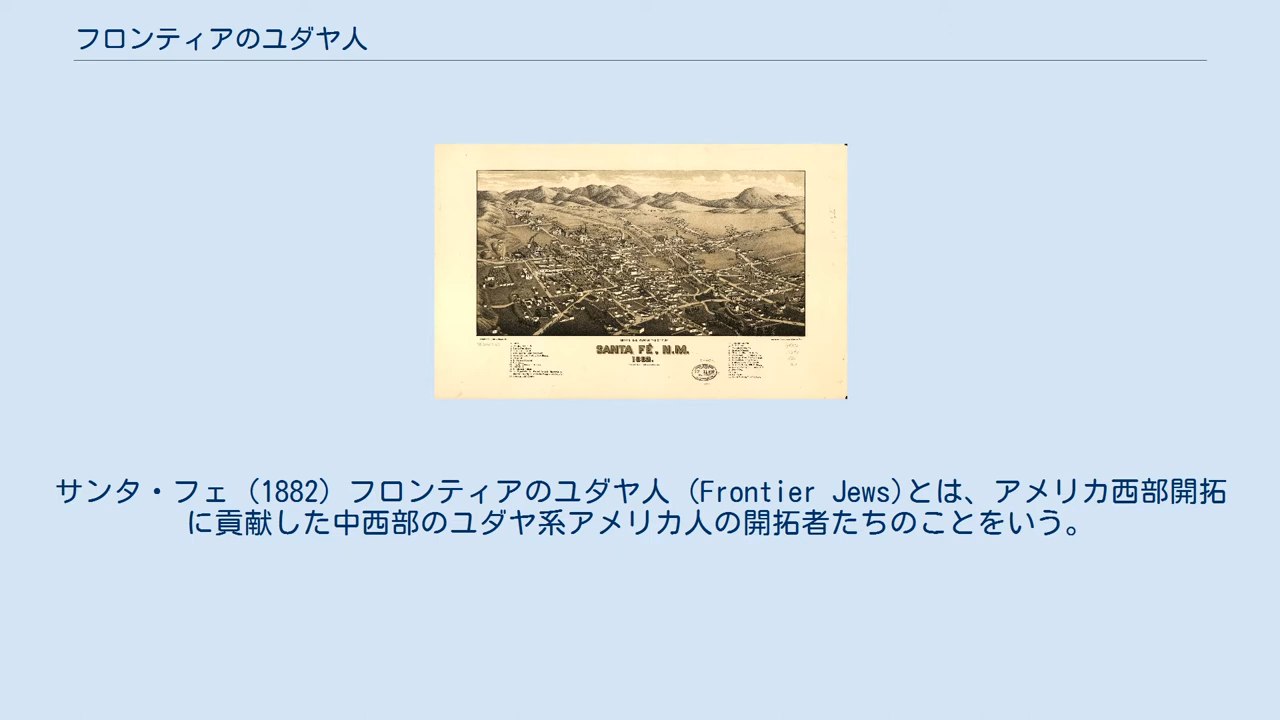 フロンティアのユダヤ人
SANTA FÉ, N.M.
1882.
サンタ・フェ (1882) フロンティアのユダヤ人 (Frontier Jews)とは、アメリカ西部開拓
に貢献した中西部のユダヤ系アメリカ人の開拓者たちのことをいう。